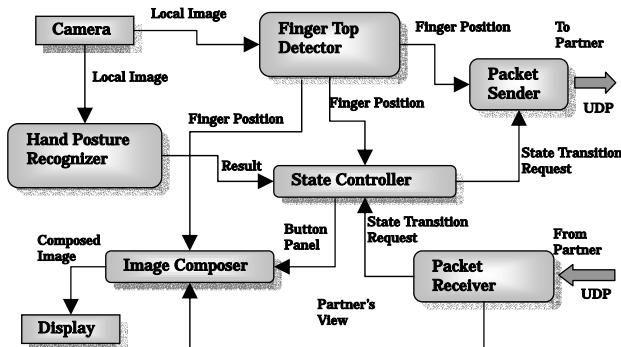 Local Image
Camera
Finger Top
Detector
Finger Position
To
Partner
Local Image
Packet
Sender
UDP
Finger Position
Finger Position
Hand Posture
Recognizer
Result
State Controller
State Transition
Request
Button
Panel
State Transition
Request
Composed
Image
Image Composer
From
Partner
Packet
Receiver
UDP
Partner's
View
Display